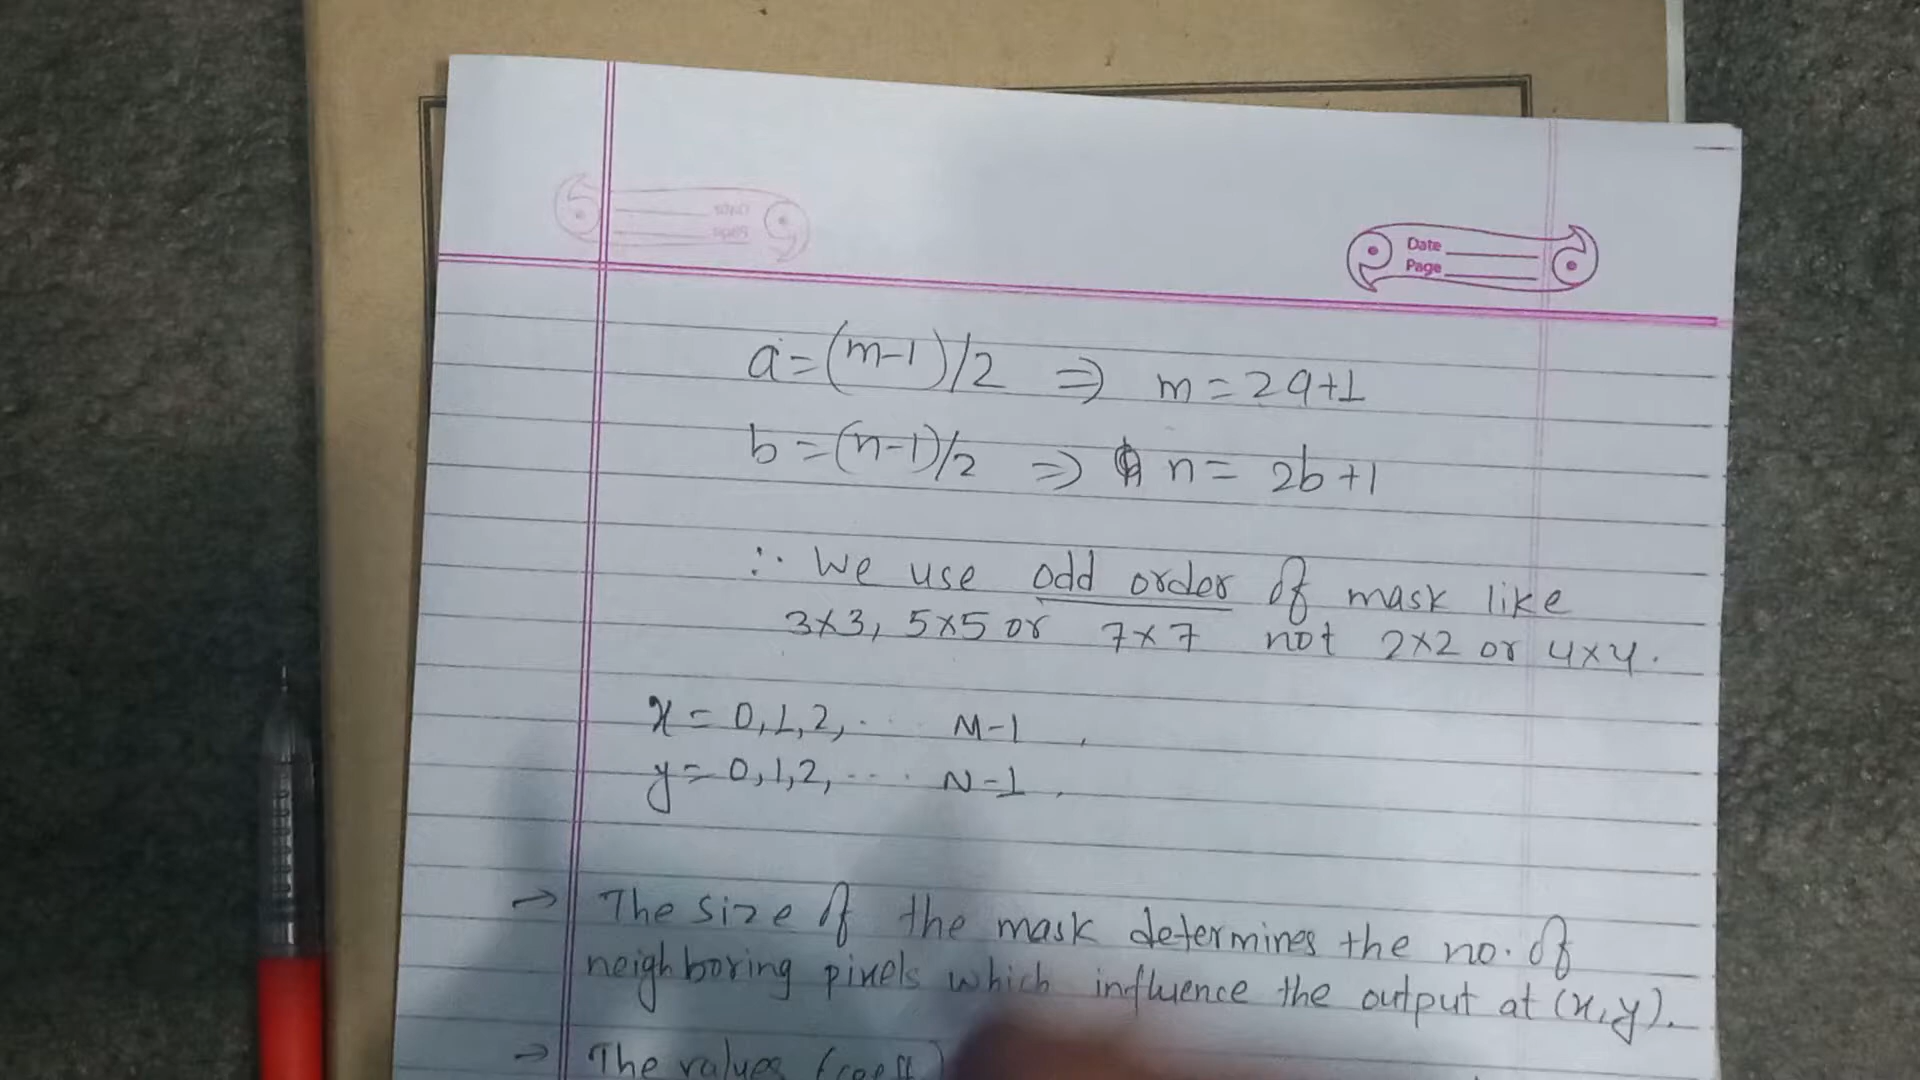 Date
Page
a = (m-1)/2 ⇒ m = 2a+1
b = (n-1)/2 ⇒ n = 2b+1
∴ We use odd order of mask like
3×3, 5×5 or 7×7 not 2×2 or 4×4.
x = 0,1,2,... M-1,
y = 0,1,2,... N-1,
→ The size of the mask determines the no. of
neighboring pixels which influence the output at (x,y).
→ The values (coeff.)